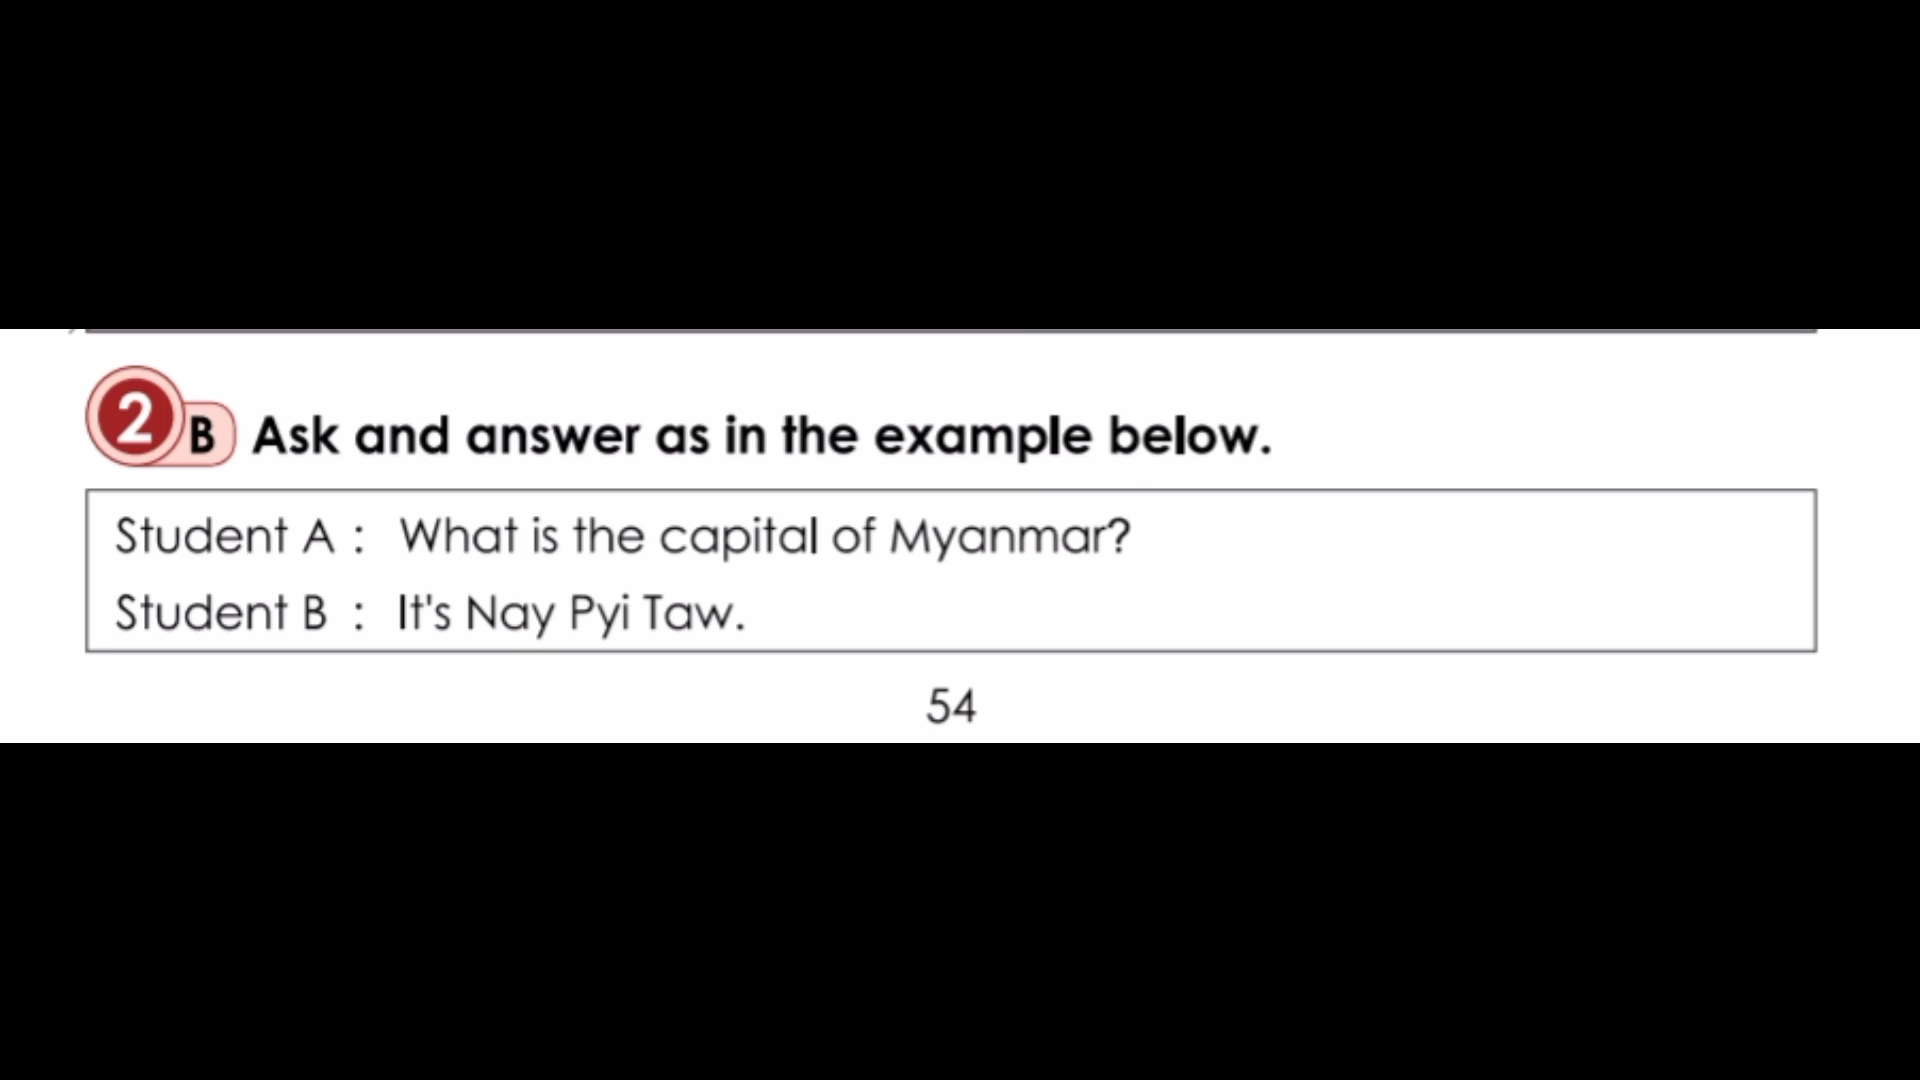 2 B Ask and answer as in the example below.
Student A : What is the capital of Myanmar?
Student B : It's Nay Pyi Taw.
54